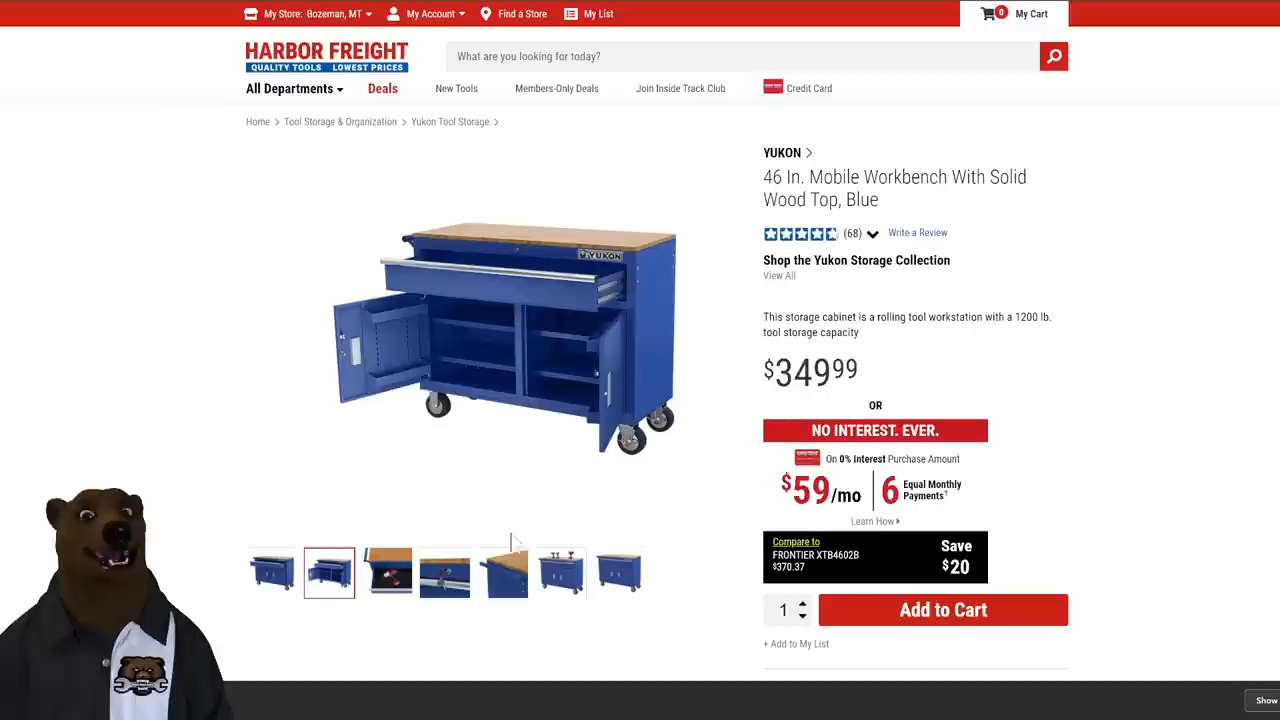 My Store: Bozeman, MT
My Account
Find a Store
My List
0
My Cart
HARBOR FREIGHT
QUALITY TOOLS LOWEST PRICES
What are you looking for today?
All Departments
Deals
New Tools
Members-Only Deals
Join Inside Track Club
Credit Card
Home > Tool Storage & Organization > Yukon Tool Storage >
YUKON >
46 In. Mobile Workbench With Solid
Wood Top, Blue
(68)
Write a Review
Shop the Yukon Storage Collection
View All
This storage cabinet is a rolling tool workstation with a 1200 lb.
tool storage capacity
$349 99
OR
NO INTEREST. EVER.
On 0% Interest Purchase Amount
$59/mo
6 Equal Monthly
Payments†
Learn How
Compare to
FRONTIER XTB4602B
$370.37
Save
$20
1
Add to Cart
+ Add to My List
YUKON
Show